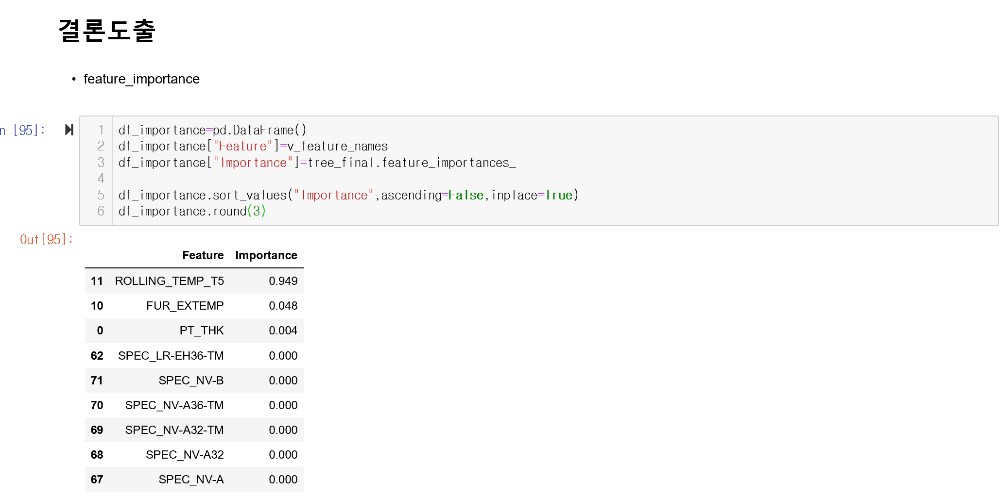 결론도출
• feature_importance
n [95]:
1 df_importance=pd.DataFrame()
2 df_importance["Feature"]=v_feature_names
3 df_importance["Importance"]=tree_final.feature_importances_
4
5 df_importance.sort_values("Importance",ascending=False,inplace=True)
6 df_importance.round(3)
Out[95]:
Feature Importance
11 ROLLING_TEMP_T5 0.949
10 FUR_EXTEMP 0.048
0 PT_THK 0.004
62 SPEC_LR-EH36-TM 0.000
71 SPEC_NV-B 0.000
70 SPEC_NV-A36-TM 0.000
69 SPEC_NV-A32-TM 0.000
68 SPEC_NV-A32 0.000
67 SPEC_NV-A 0.000